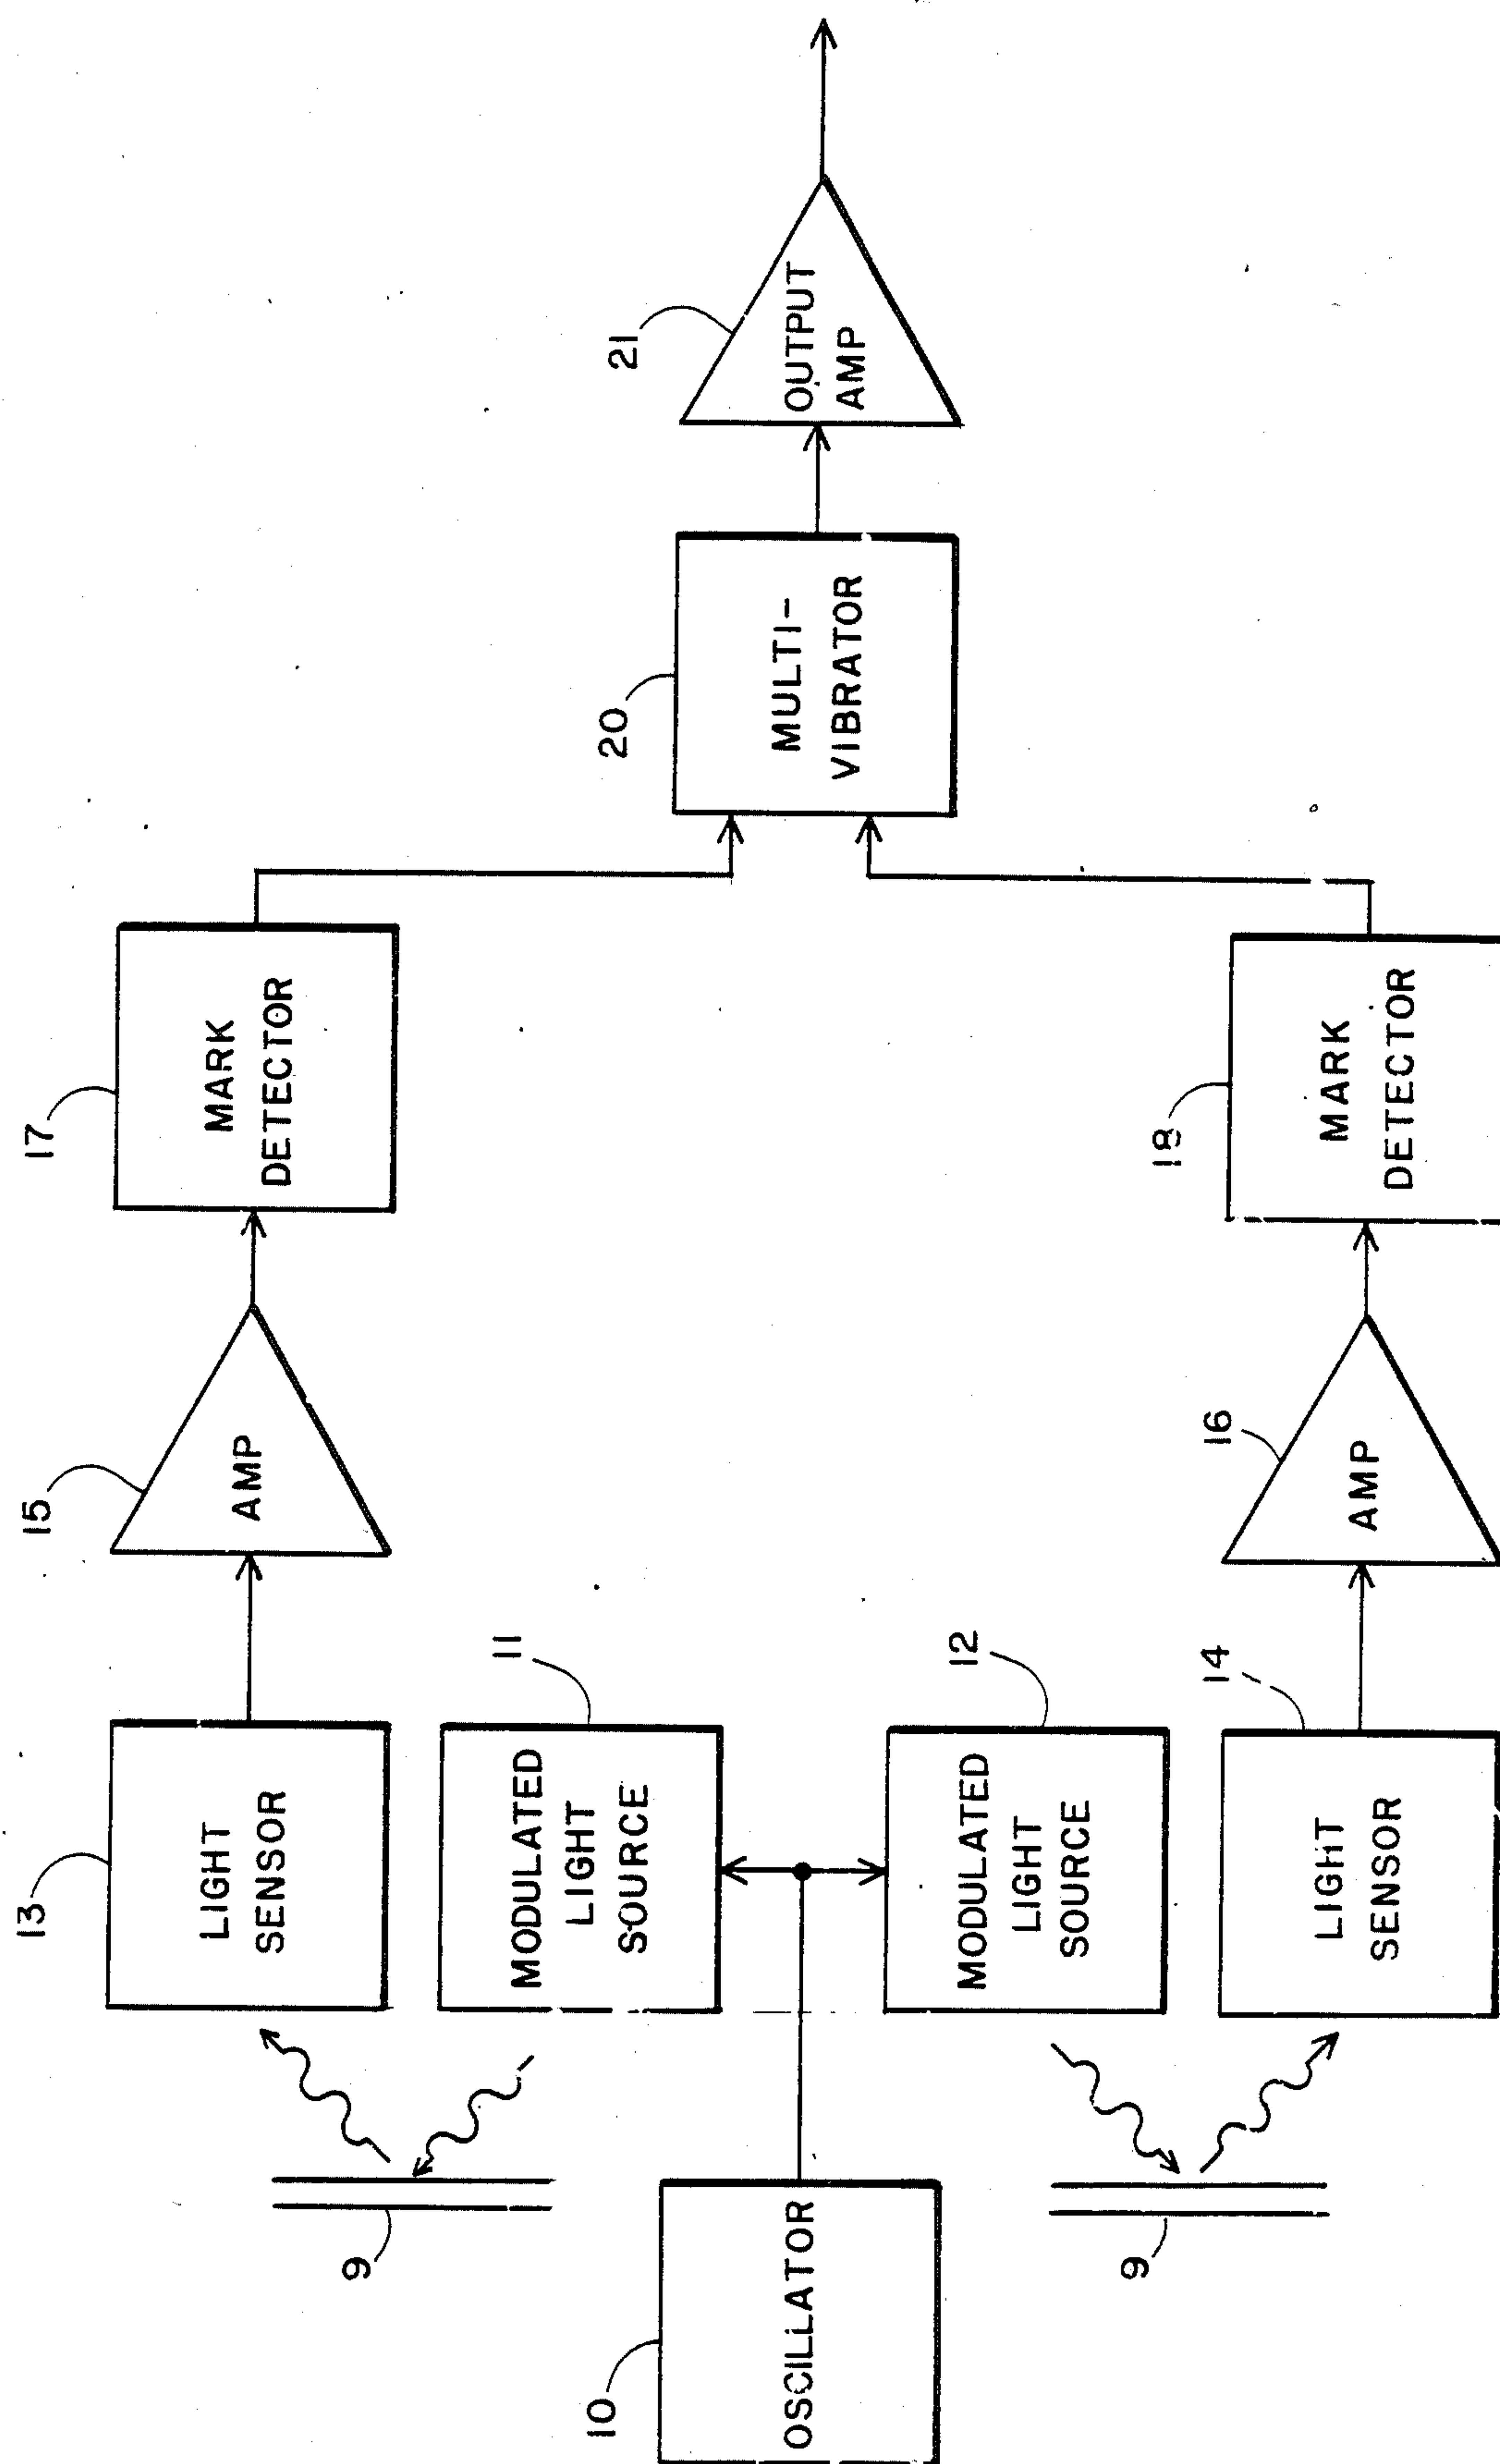 13
LIGHT
SENSOR
15
AMP
17
MARK
DETECTOR
9
11
MODULATED
LIGHT
SOURCE
10
OSCILLATOR
20
MULTI-
VIBRATOR
21
OUTPUT
AMP
12
MODULATED
LIGHT
SOURCE
9
14
LIGHT
SENSOR
16
AMP
18
MARK
DETECTOR